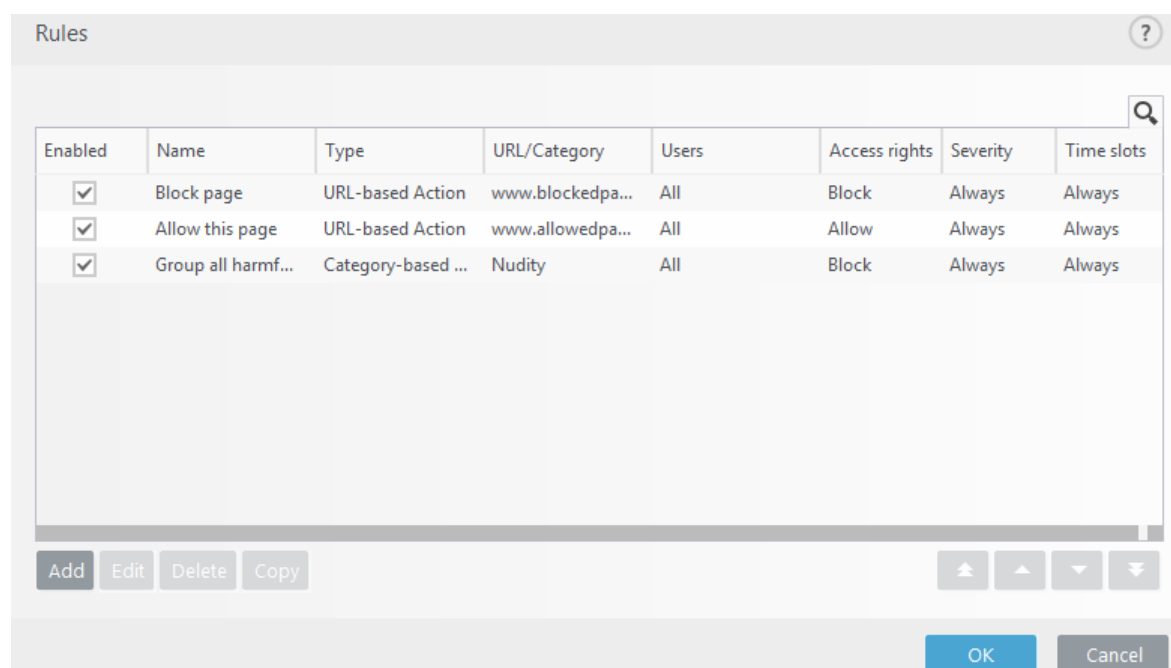 Rules ?
Enabled Name Type URL/Category Users Access rights Severity Time slots
Block page URL-based Action www.blockedpa... All Block Always Always
Allow this page URL-based Action www.allowedpa... All Allow Always Always
Group all harmf... Category-based ... Nudity All Block Always Always
Add Edit Delete Copy
OK Cancel